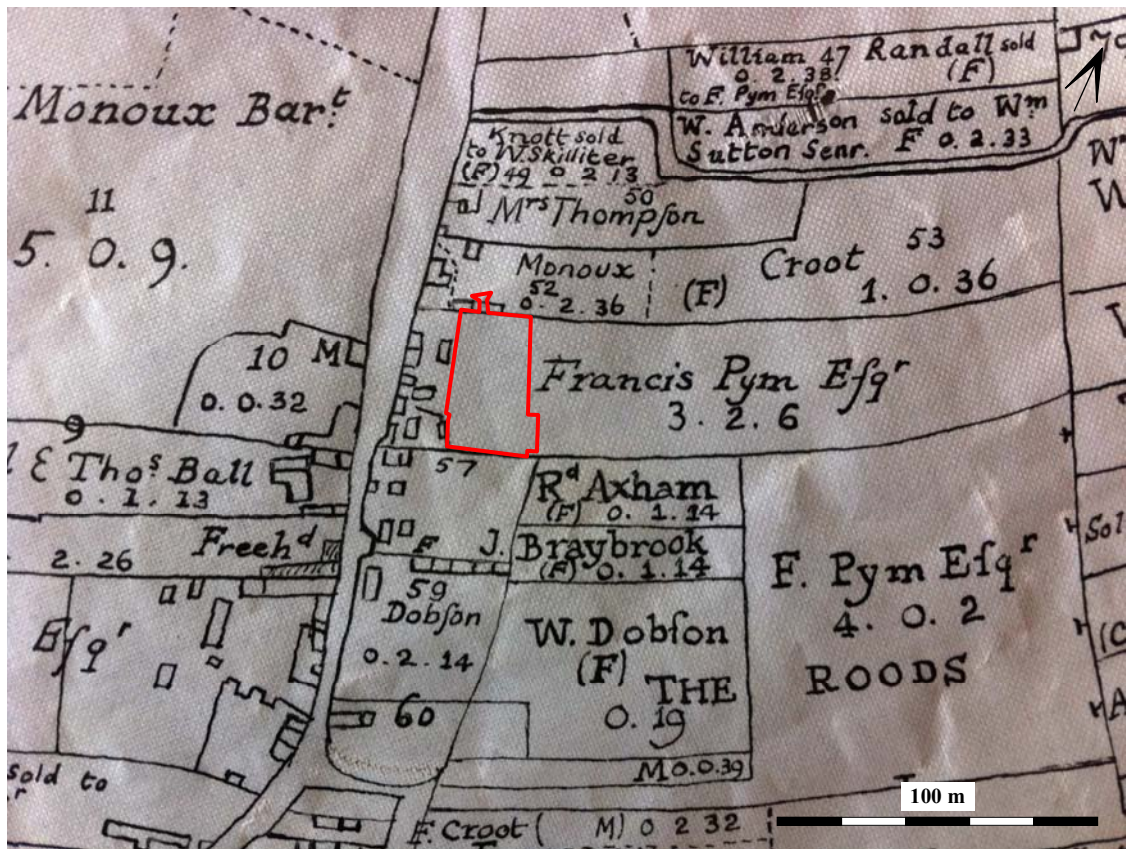 William 47 Randall sold
0. 2. 38. (F)
to F. Pym Eſqr
W. Anderson sold to Wm
Sutton Senr. F 0. 2. 33
Monoux Bart.
11
5. 0. 9.
Knott sold
to W. Skilliter
(F) 49 0 2 13
50
Mrs Thompſon
Monoux
52
0. 2. 36
(F)
Croot 53
1. 0. 36
10 M
0. 0. 32
Francis Pym Eſqr
3. 2. 6
9
& Thos Ball
0. 1. 13
57
Rd Axham
(F) 0. 1. 14
Freehd
2. 26
F J. Braybrook
(F) 0. 1. 14
59
Dobſon
0. 2. 14
Eſqr
W. Dobſon
(F)
THE
0. 19
F. Pym Eſqr
4. 0. 2
ROODS
60
M 0. 0. 39
sold to
F. Croot ( M) 0 2 32
Sol
(C
A
W
V
100 m